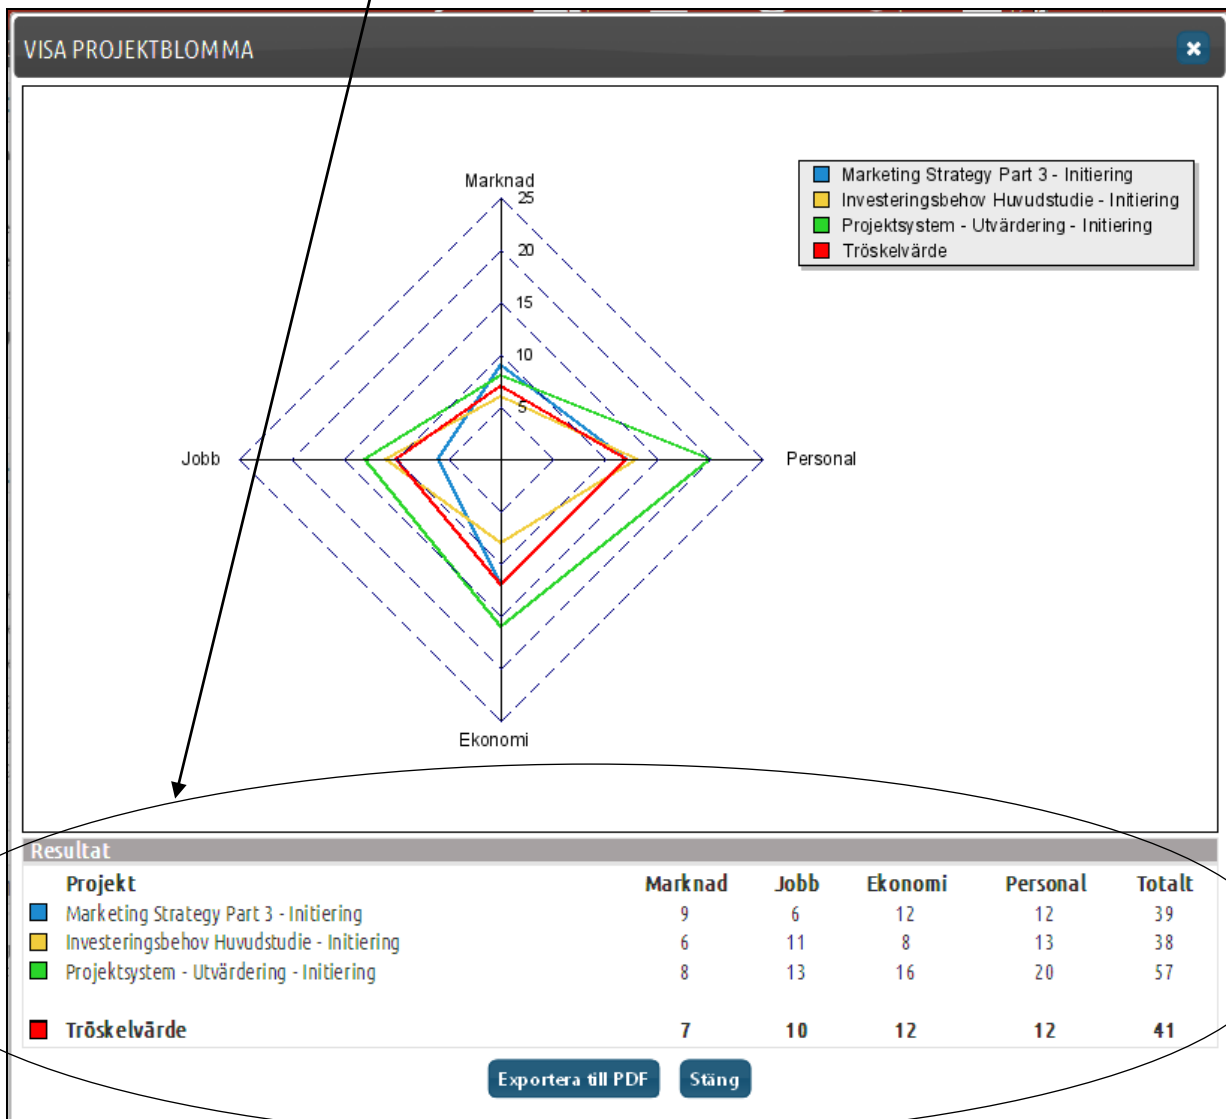 VISA PROJEKTBLOMMA
Marketing Strategy Part 3 - Initiering
Investeringsbehov Huvudstudie - Initiering
Projektsystem - Utvärdering - Initiering
Tröskelvärde
Marknad
25
20
15
10
5
Jobb
Personal
Ekonomi
Resultat
Projekt Marknad Jobb Ekonomi Personal Totalt
Marketing Strategy Part 3 - Initiering 9 6 12 12 39
Investeringsbehov Huvudstudie - Initiering 6 11 8 13 38
Projektsystem - Utvärdering - Initiering 8 13 16 20 57
Tröskelvärde 7 10 12 12 41
Exportera till PDF Stäng